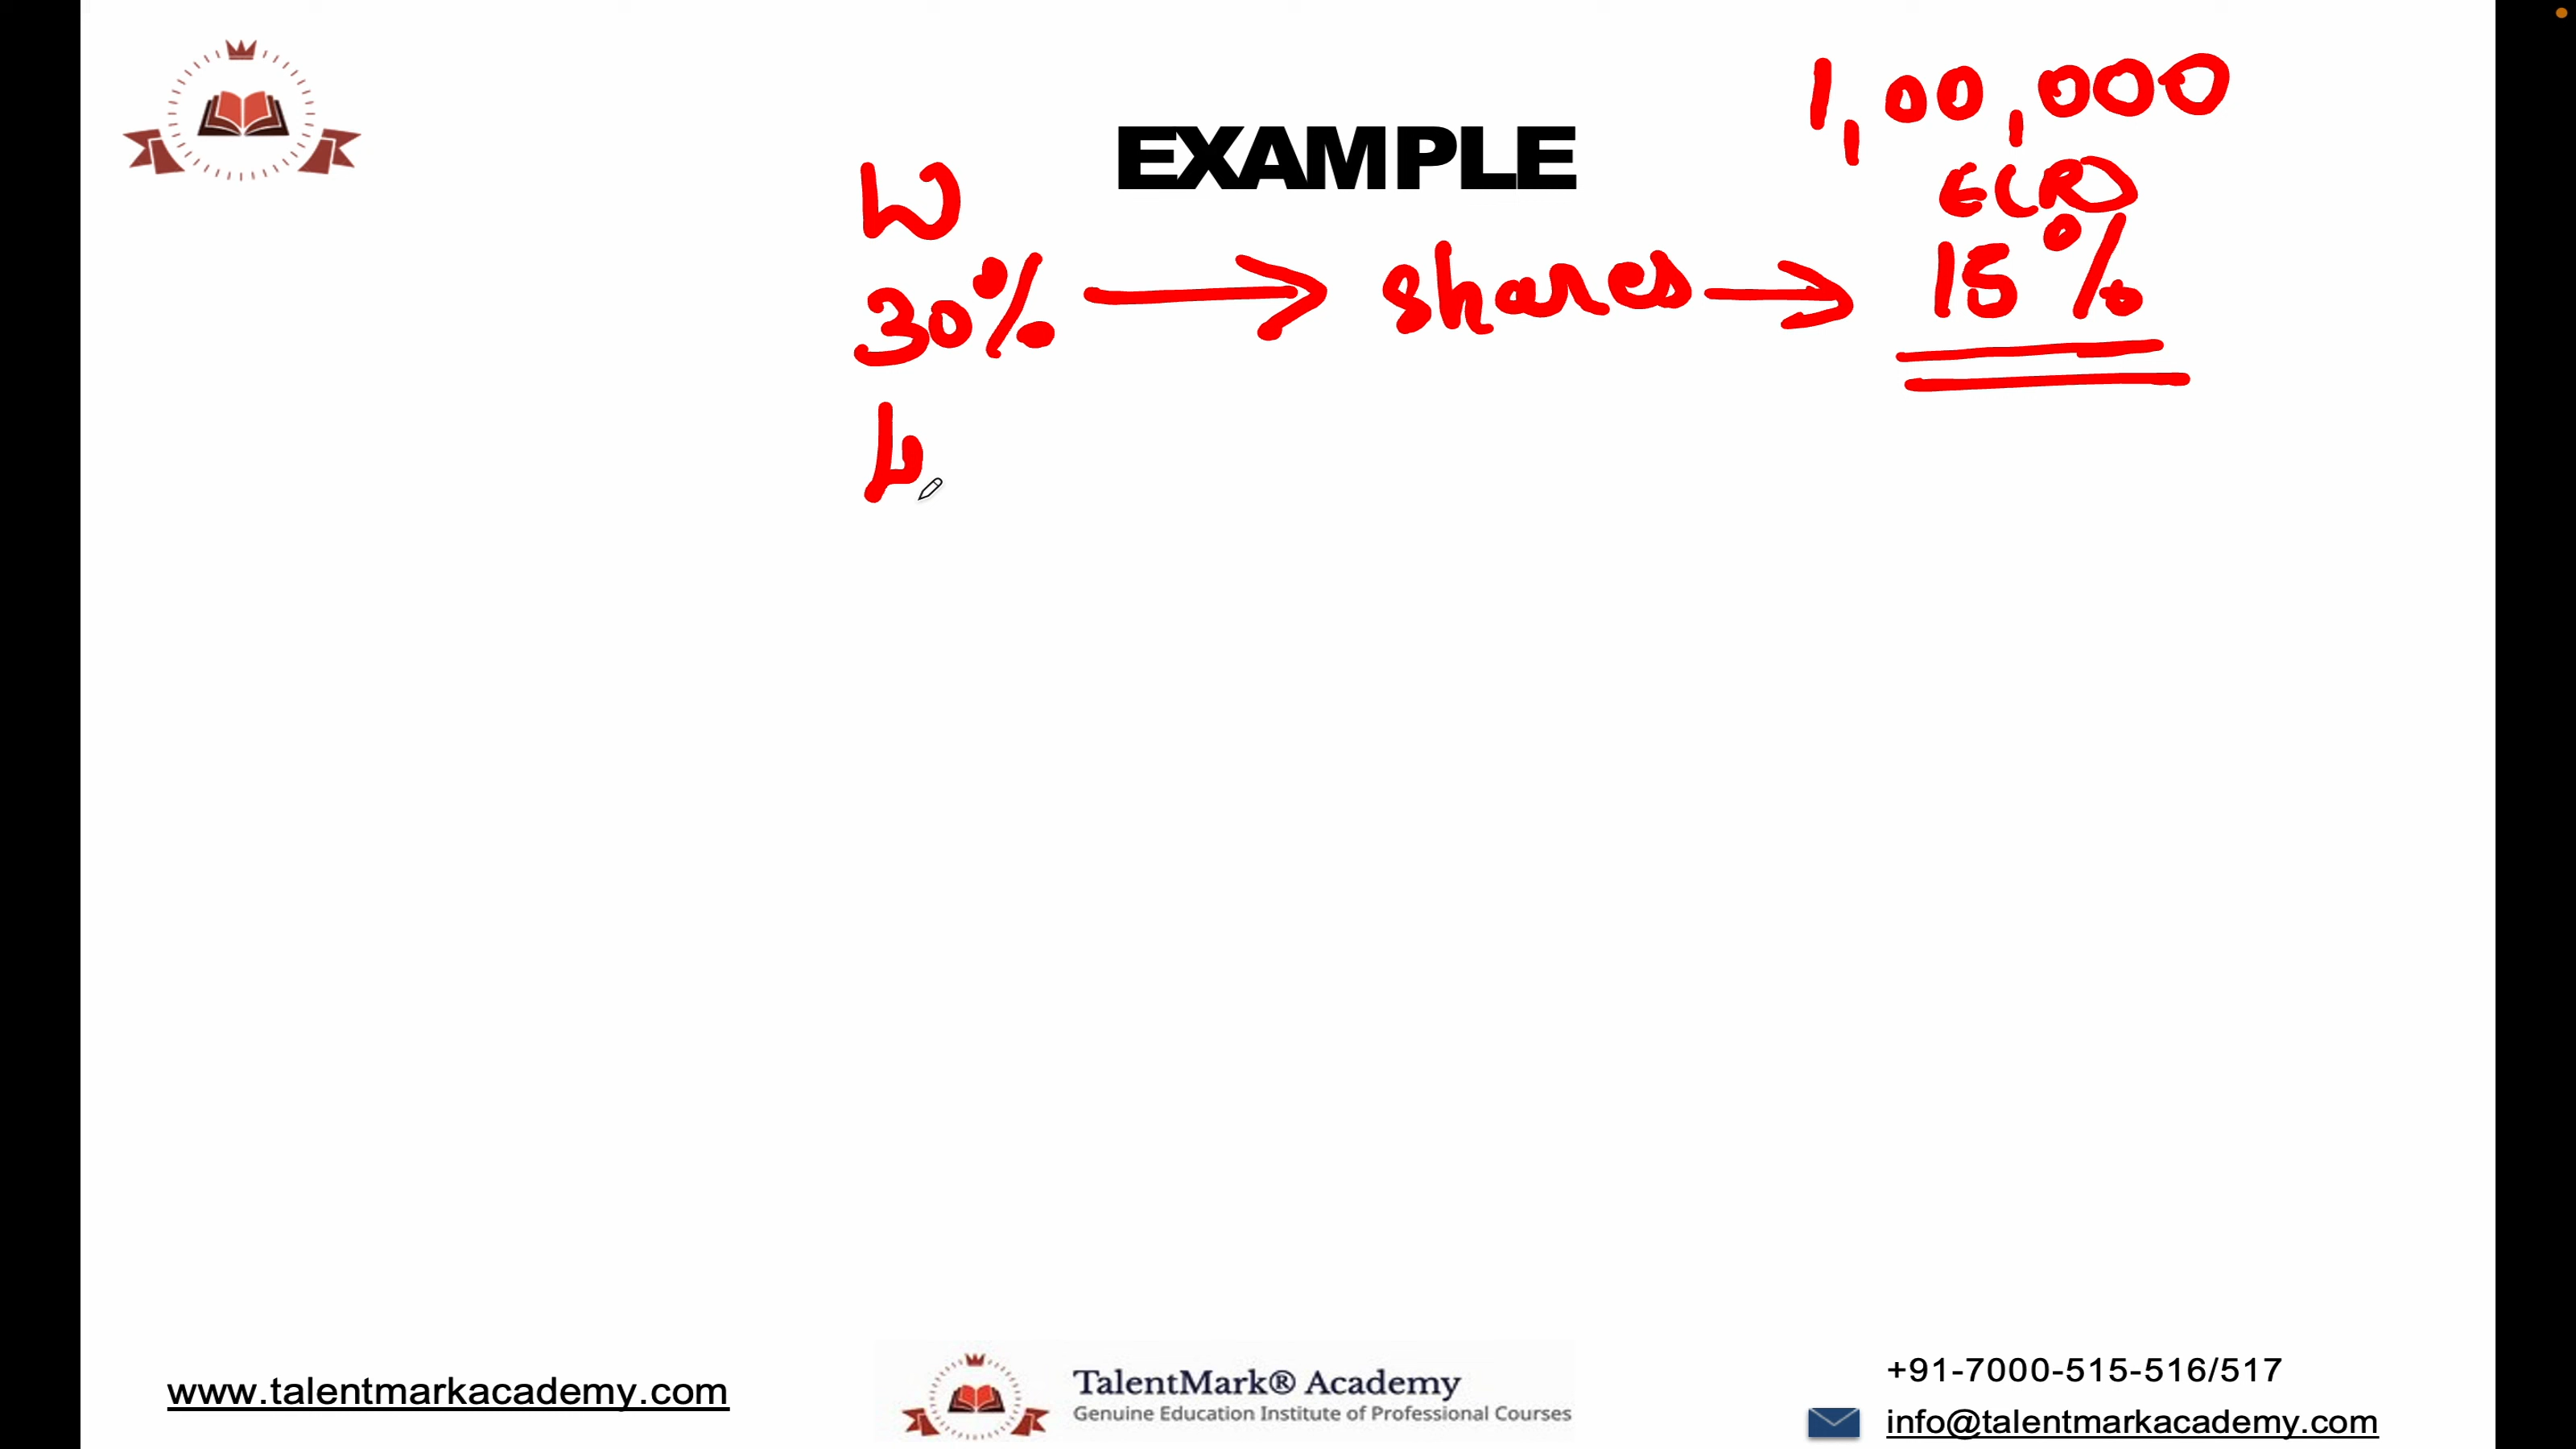 1,00,000
EXAMPLE
W
E(R)
30% → shares → 15%
www.talentmarkacademy.com
TalentMark® Academy
Genuine Education Institute of Professional Courses
+91-7000-515-516/517
info@talentmarkacademy.com